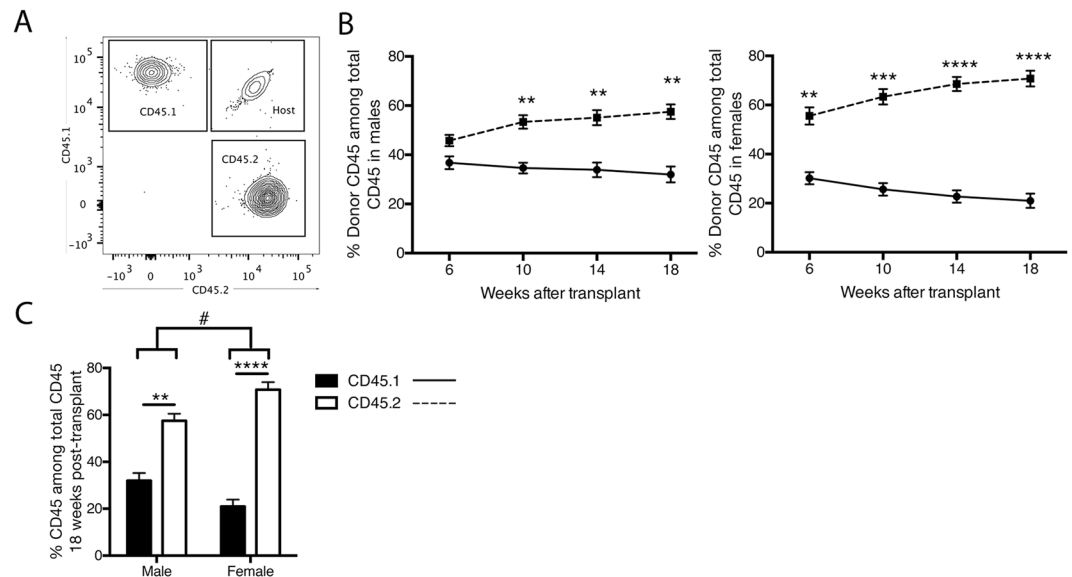 A
CD45.1
10^5
10^4
10^3
0
-10^3
CD45.1
Host
CD45.2
-10^3
0
10^3
10^4
10^5
CD45.2
B
% Donor CD45 among total
CD45 in males
80
60
40
20
0
**
**
**
6
10
14
18
Weeks after transplant
% Donor CD45 among total
CD45 in females
80
60
40
20
0
**
***
****
****
6
10
14
18
Weeks after transplant
C
% CD45 among total CD45
18 weeks post-transplant
80
60
40
20
0
#
**
****
Male
Female
CD45.1
CD45.2